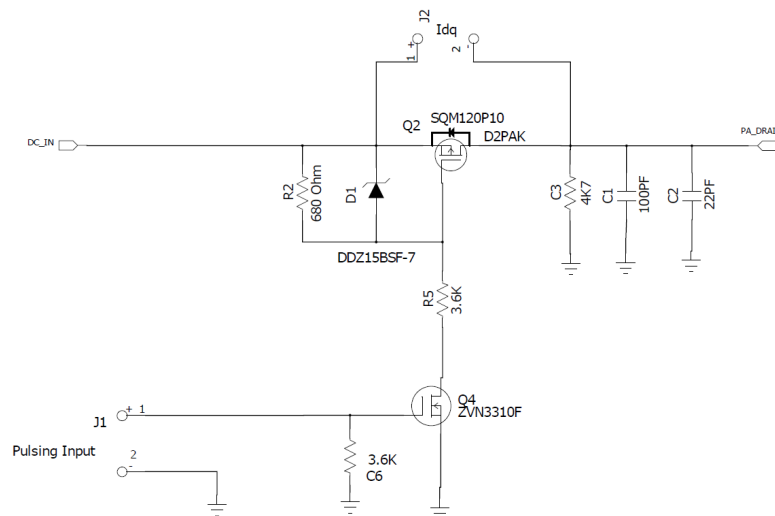 J2
Idq
+ 1
2 -
SQM120P10
Q2
D2PAK
DC_IN
PA_DRAI
R2
680 Ohm
D1
C3
4K7
C1
100PF
C2
22PF
DDZ15BSF-7
R5
3.6K
Q4
ZVN3310F
J1
+ 1
Pulsing Input
2
-
3.6K
C6